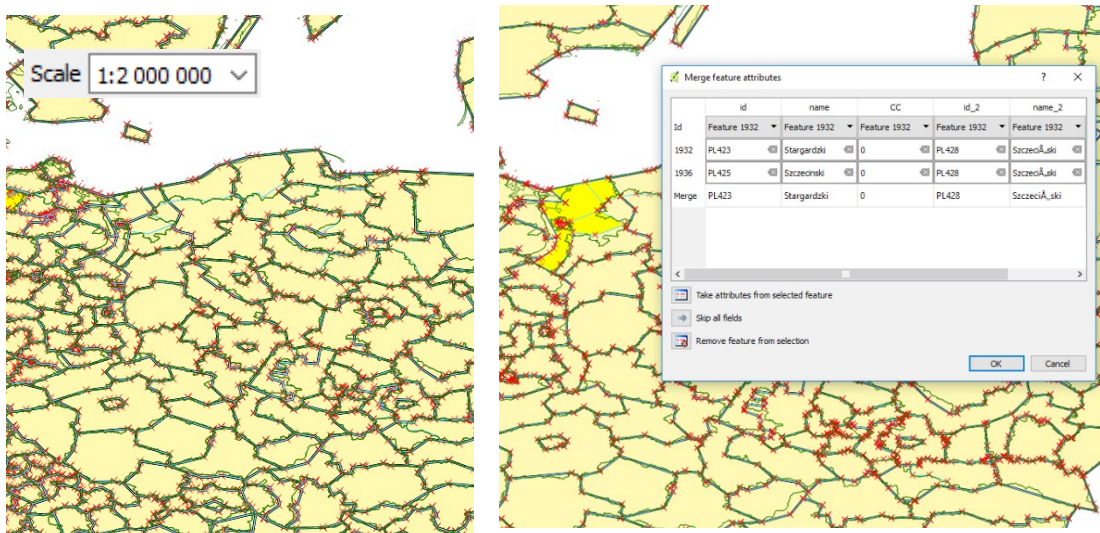 Scale 1:2 000 000
Merge feature attributes ? ×
id name CC id_2 name_2
Id Feature 1932 Feature 1932 Feature 1932 Feature 1932 Feature 1932
1932 PL423 Stargardzki 0 PL428 SzczeciÅ„ski
1936 PL425 Szczecinski 0 PL428 SzczeciÅ„ski
Merge PL423 Stargardzki 0 PL428 SzczeciÅ„ski
Take attributes from selected feature
Skip all fields
Remove feature from selection
OK Cancel